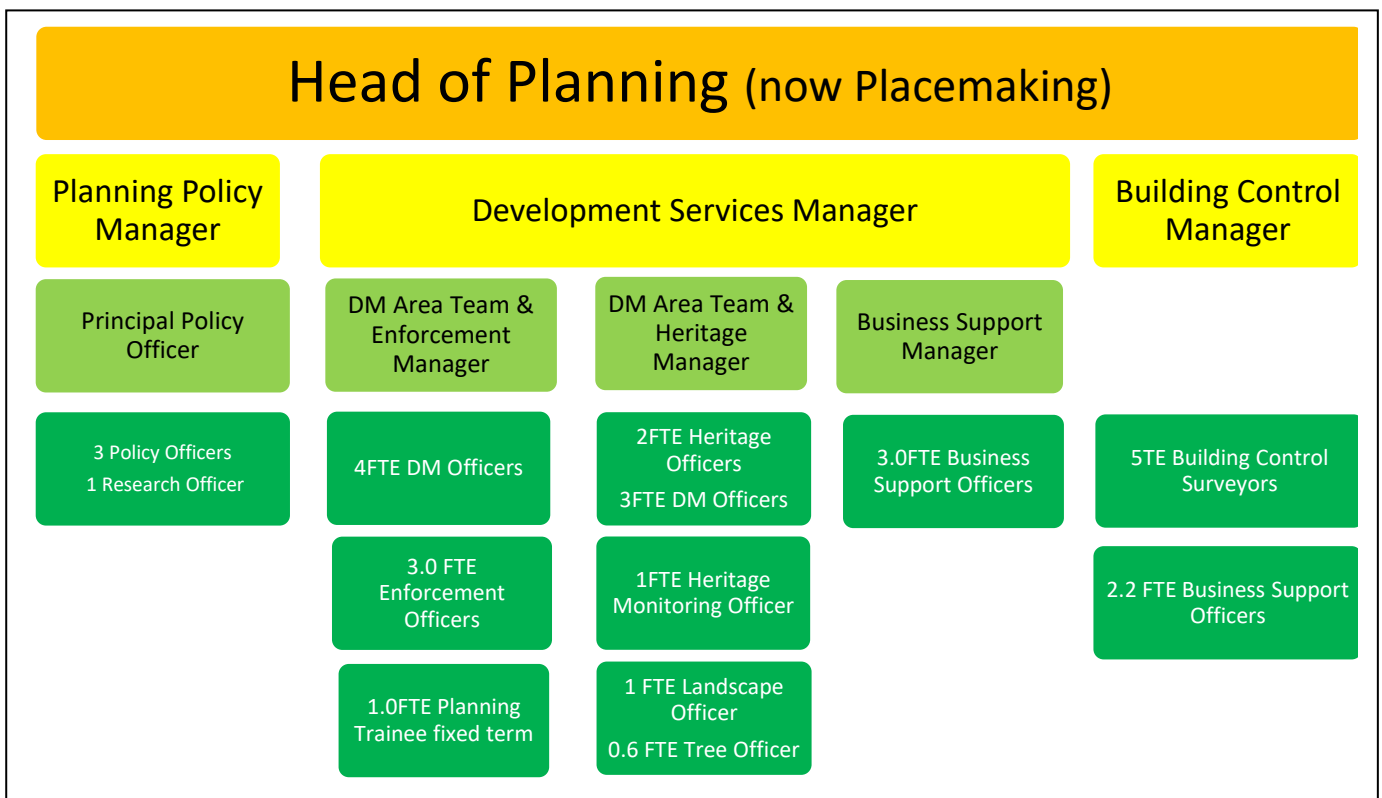 Head of Planning (now Placemaking)
Planning Policy
Manager
Development Services Manager
Building Control
Manager
Principal Policy
Officer
DM Area Team &
Enforcement
Manager
DM Area Team &
Heritage
Manager
Business Support
Manager
3 Policy Officers
1 Research Officer
4FTE DM Officers
2FTE Heritage
Officers
3FTE DM Officers
3.0FTE Business
Support Officers
5TE Building Control
Surveyors
3.0 FTE
Enforcement
Officers
1FTE Heritage
Monitoring Officer
2.2 FTE Business Support
Officers
1.0FTE Planning
Trainee fixed term
1 FTE Landscape
Officer
0.6 FTE Tree Officer